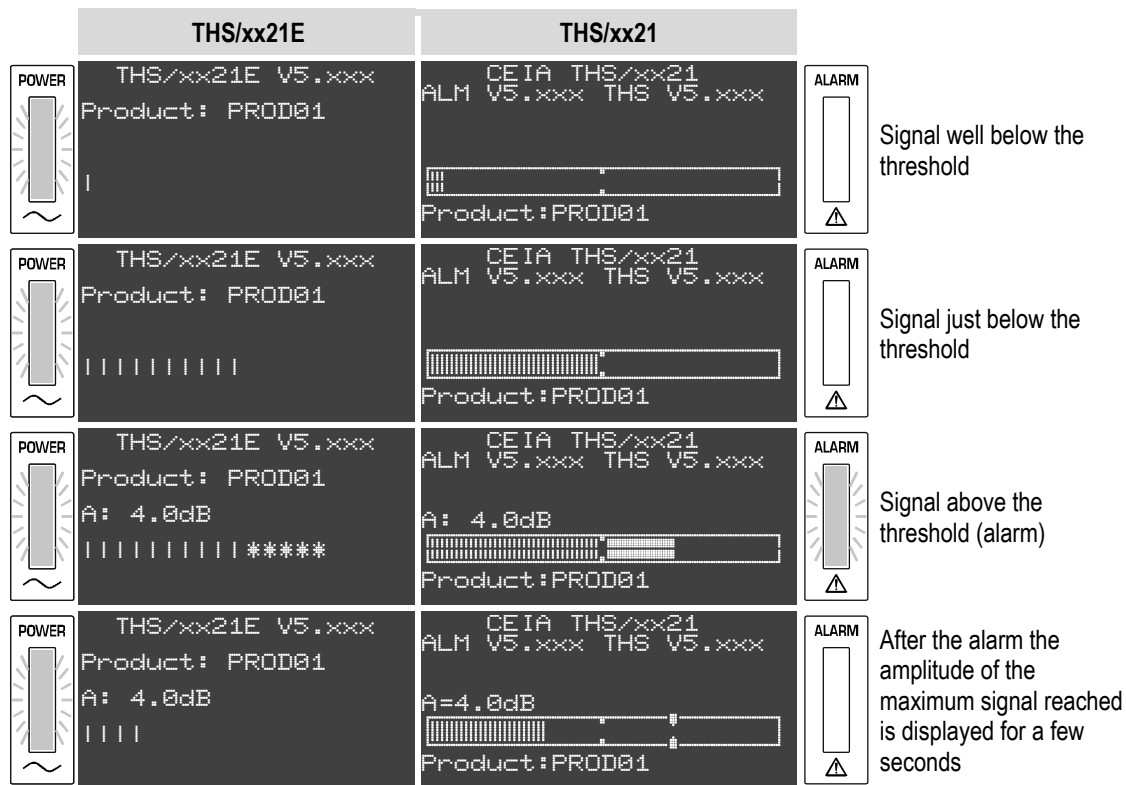 THS/xx21E
THS/xx21
POWER
THS/xx21E V5.xxx
Product: PROD01
|
CEIA THS/xx21
ALM V5.xxx THS V5.xxx
Product:PROD01
ALARM
Signal well below the
threshold
POWER
THS/xx21E V5.xxx
Product: PROD01
||||||||||
CEIA THS/xx21
ALM V5.xxx THS V5.xxx
Product:PROD01
ALARM
Signal just below the
threshold
POWER
THS/xx21E V5.xxx
Product: PROD01
A: 4.0dB
||||||||||*****
CEIA THS/xx21
ALM V5.xxx THS V5.xxx
A: 4.0dB
Product:PROD01
ALARM
Signal above the
threshold (alarm)
POWER
THS/xx21E V5.xxx
Product: PROD01
A: 4.0dB
||||
CEIA THS/xx21
ALM V5.xxx THS V5.xxx
A=4.0dB
Product:PROD01
ALARM
After the alarm the
amplitude of the
maximum signal reached
is displayed for a few
seconds